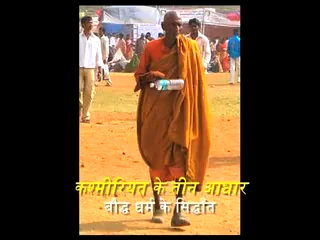 कश्मीरियत के तीन आधार
बौद्ध धर्म के सिद्धाँत